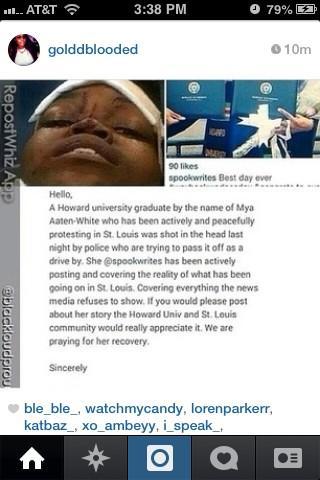 AT&T 3:38 PM 79%
golddblooded 10m
RepostWhiz App
90 likes
spookwrites Best day ever
Hello,
A Howard university graduate by the name of Mya
Aaten-White who has been actively and peacefully
protesting in St. Louis was shot in the head last
night by police who are trying to pass it off as a
drive by. She @spookwrites has been actively
posting and covering the reality of what has been
going on in St. Louis. Covering everything the news
media refuses to show. If you would please post
about her story the Howard Univ and St. Louis
community would really appreciate it. We are
praying for her recovery.
Sincerely
@blackloudprou
ble_ble_, watchmycandy, lorenparkerr,
katbaz_, xo_ambeyy, i_speak_,